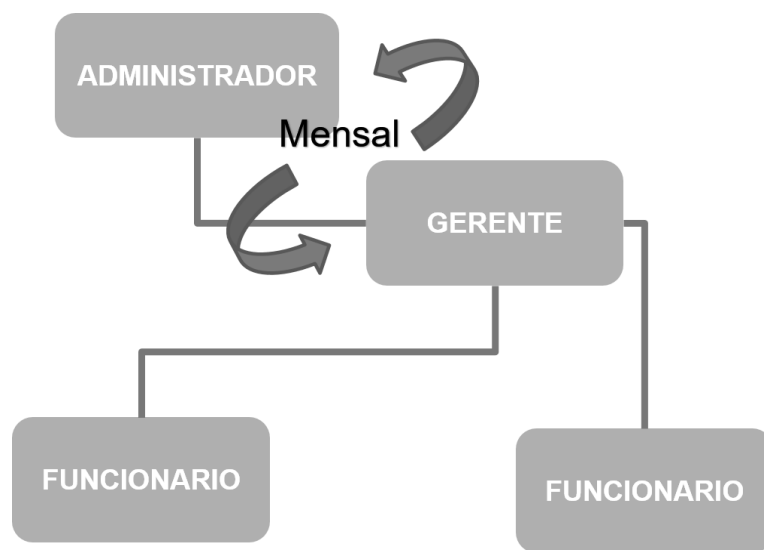 ADMINISTRADOR
Mensal
GERENTE
FUNCIONARIO
FUNCIONARIO